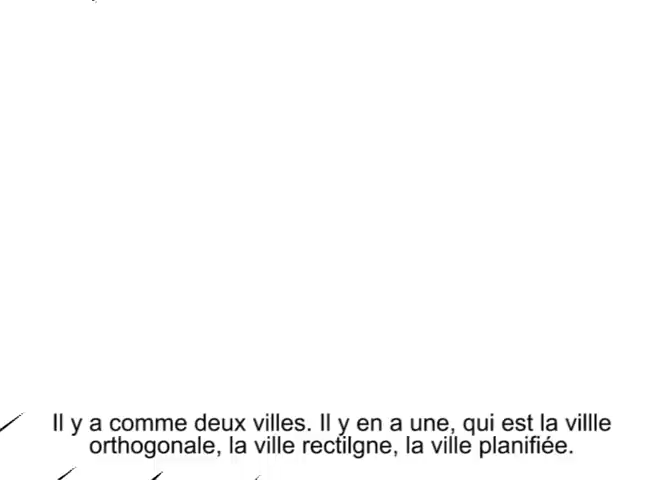 Il y a comme deux villes. Il y en a une, qui est la villle
orthogonale, la ville rectilgne, la ville planifiée.